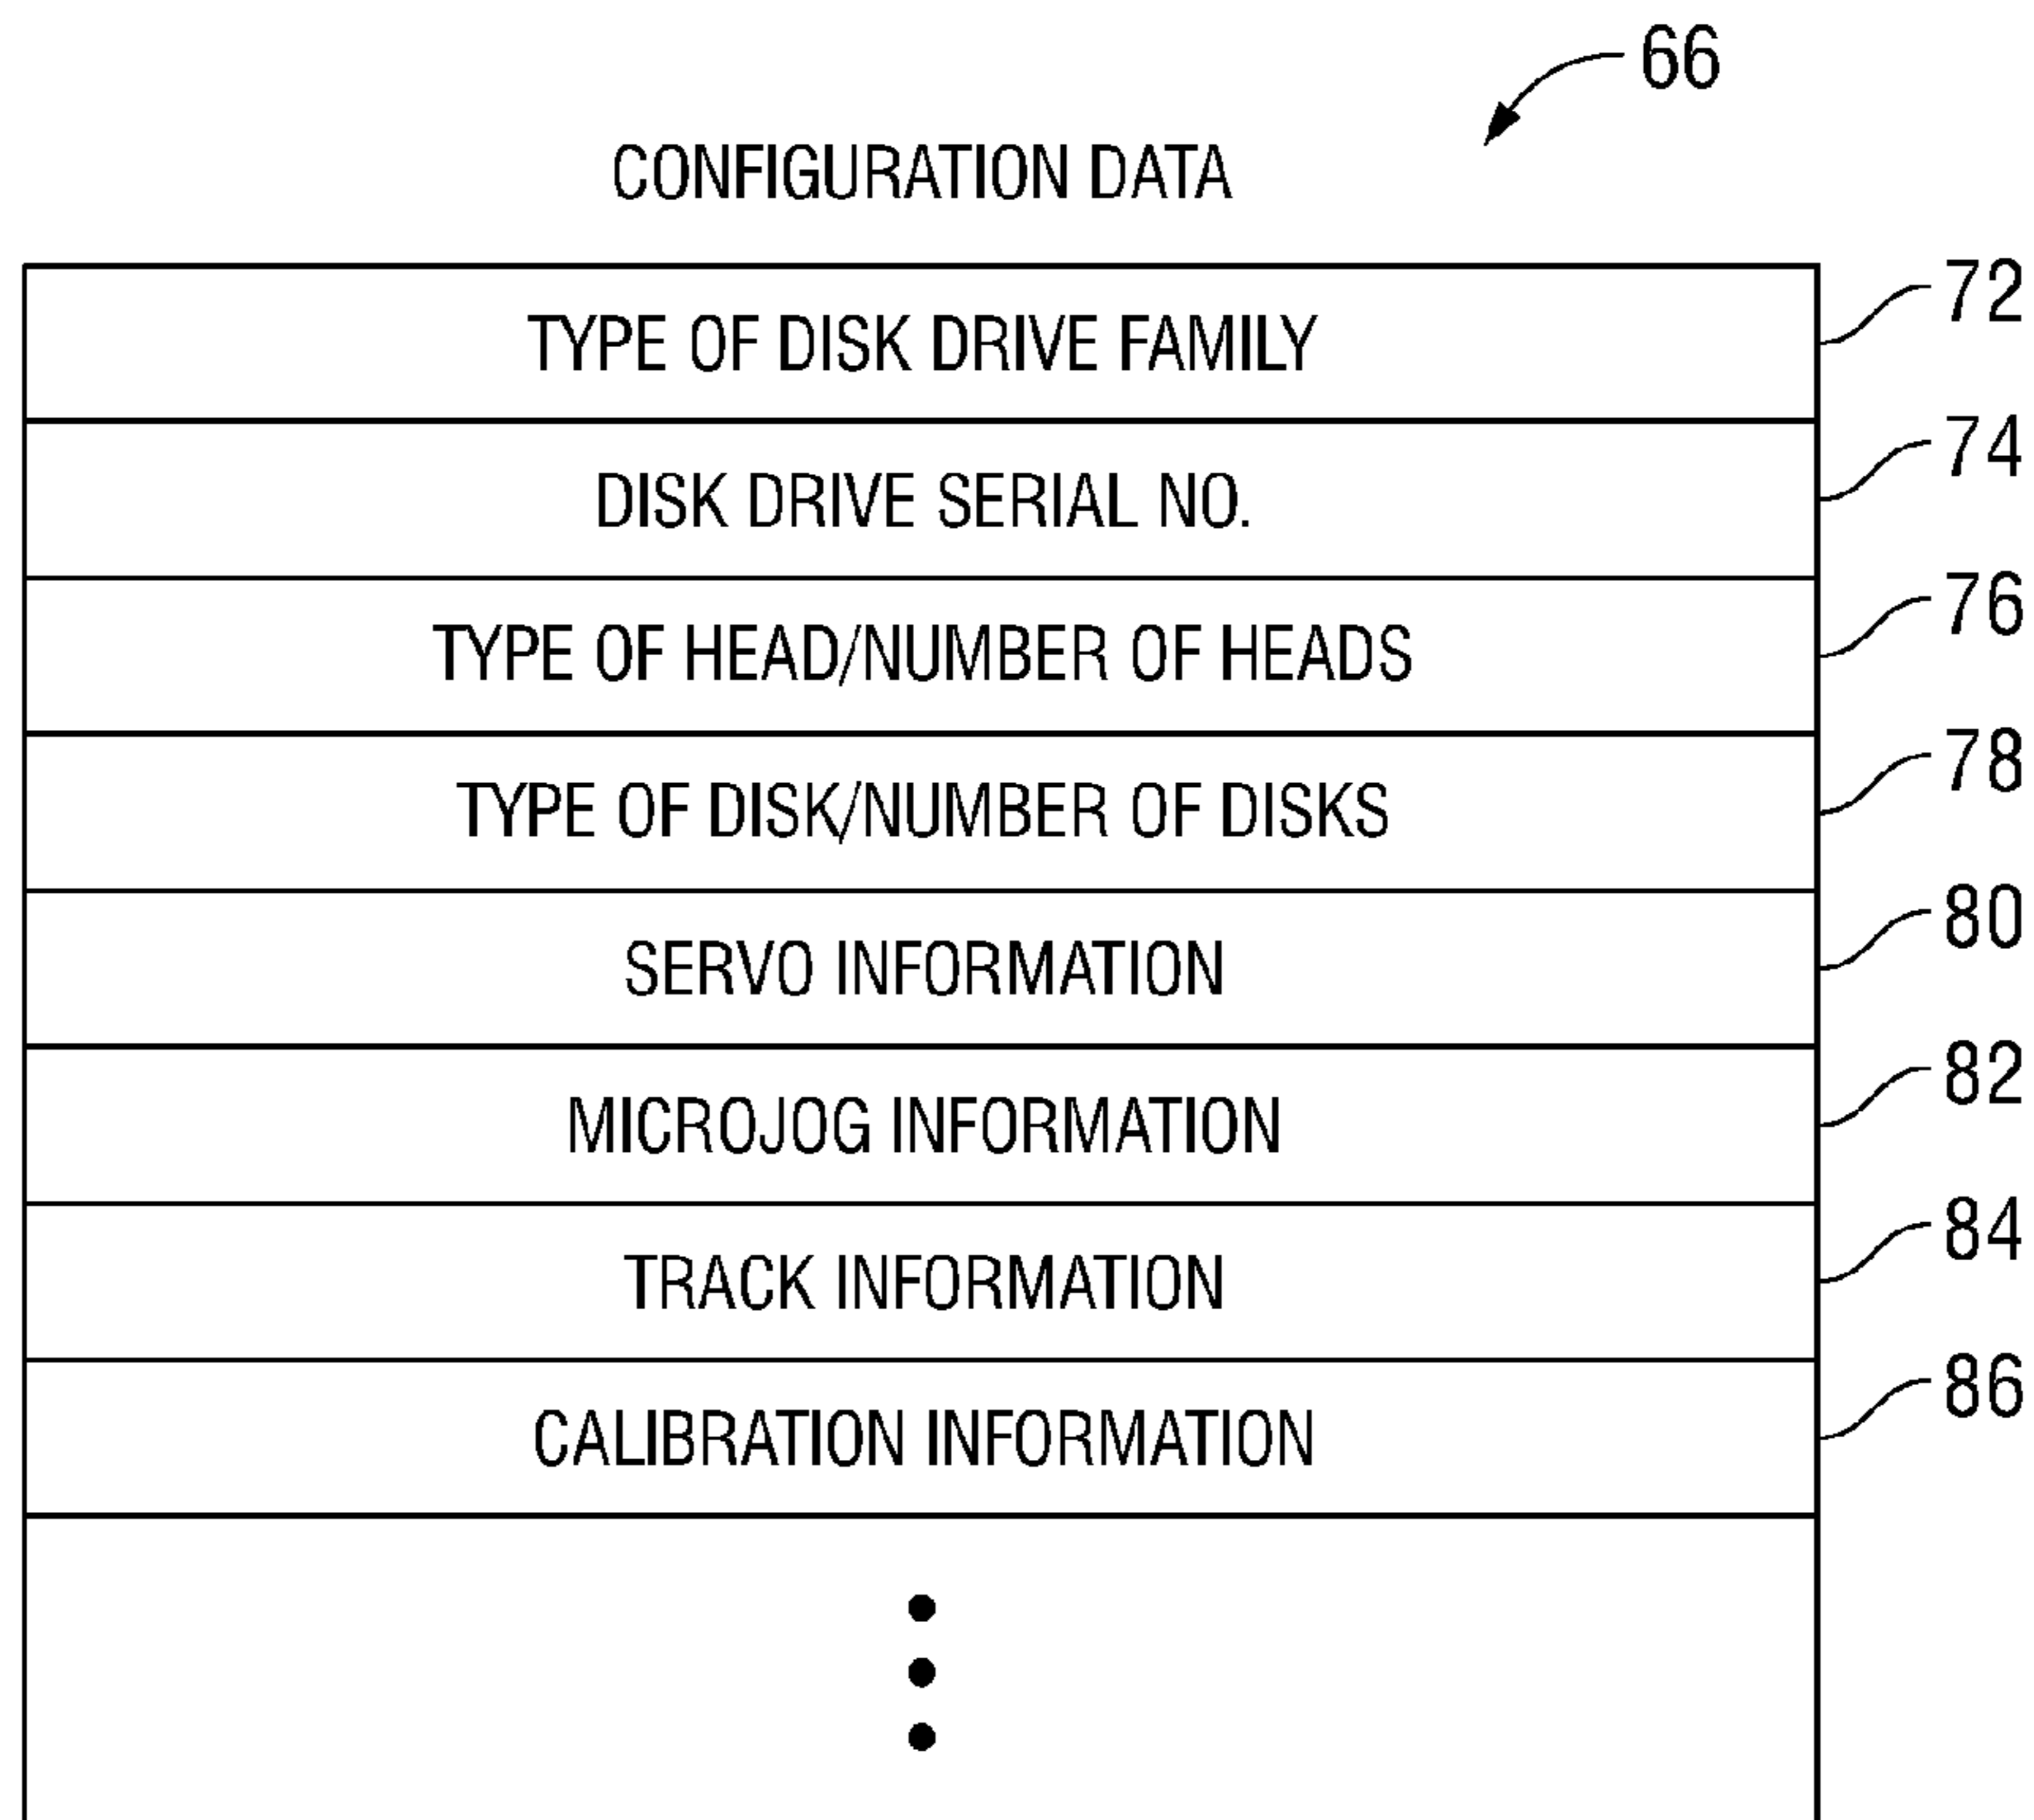 66
CONFIGURATION DATA
72
TYPE OF DISK DRIVE FAMILY
74
DISK DRIVE SERIAL NO.
76
TYPE OF HEAD/NUMBER OF HEADS
78
TYPE OF DISK/NUMBER OF DISKS
80
SERVO INFORMATION
82
MICROJOG INFORMATION
84
TRACK INFORMATION
86
CALIBRATION INFORMATION